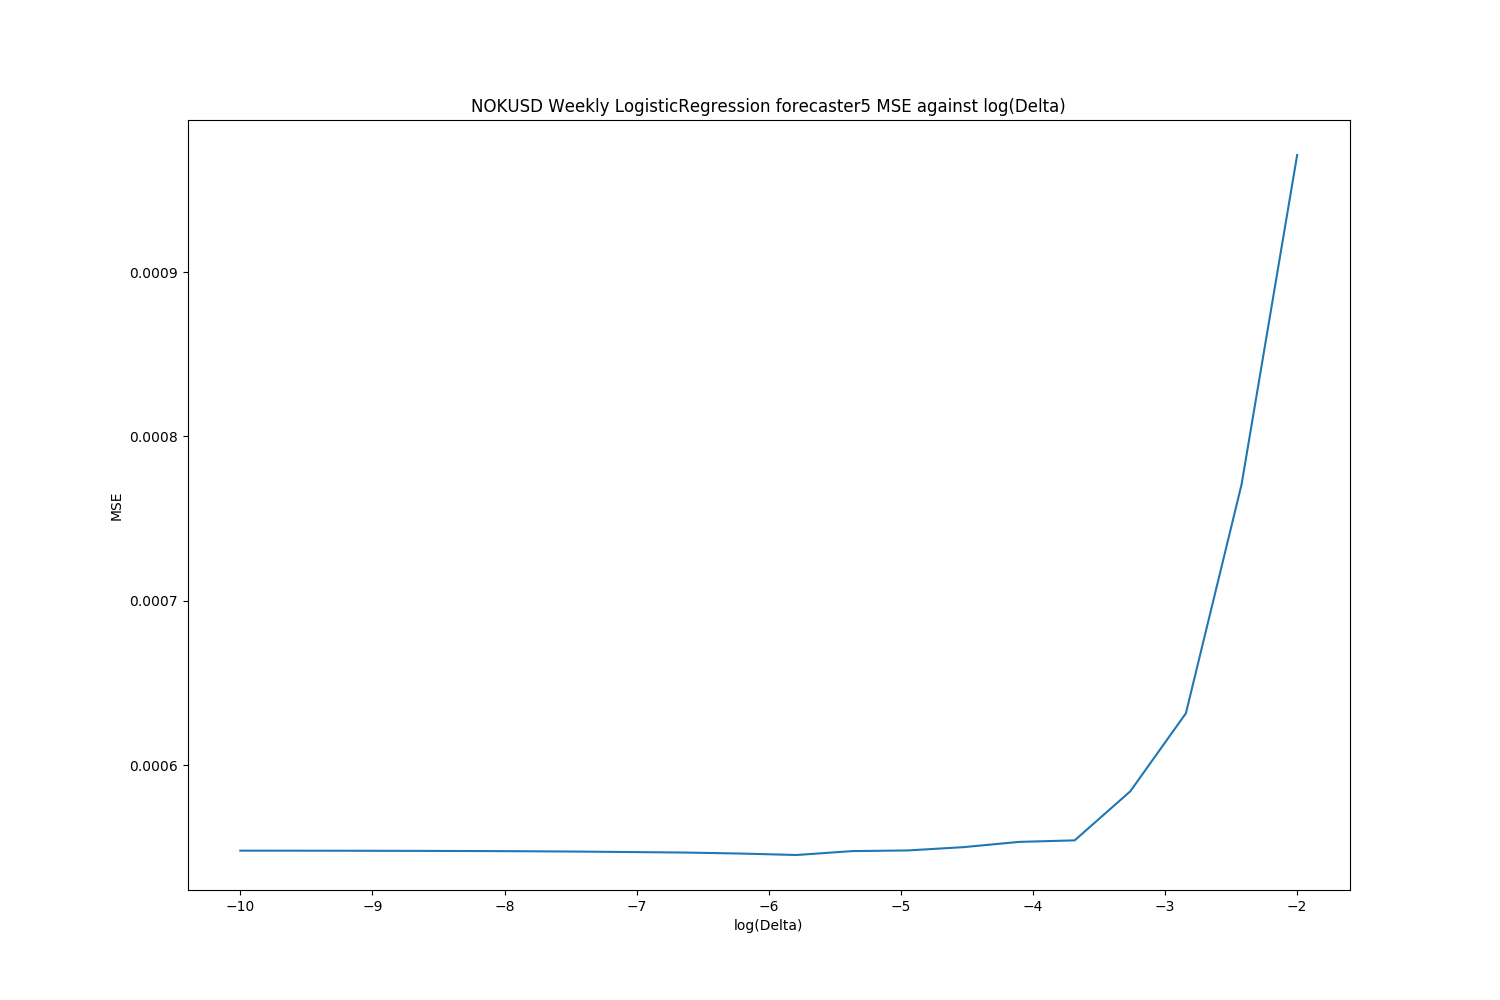 NOKUSD Weekly LogisticRegression forecaster5 MSE against log(Delta)
0.0009
0.0008
MSE
0.0007
0.0006
−10 −9 −8 −7 −6 −5 −4 −3 −2
log(Delta)